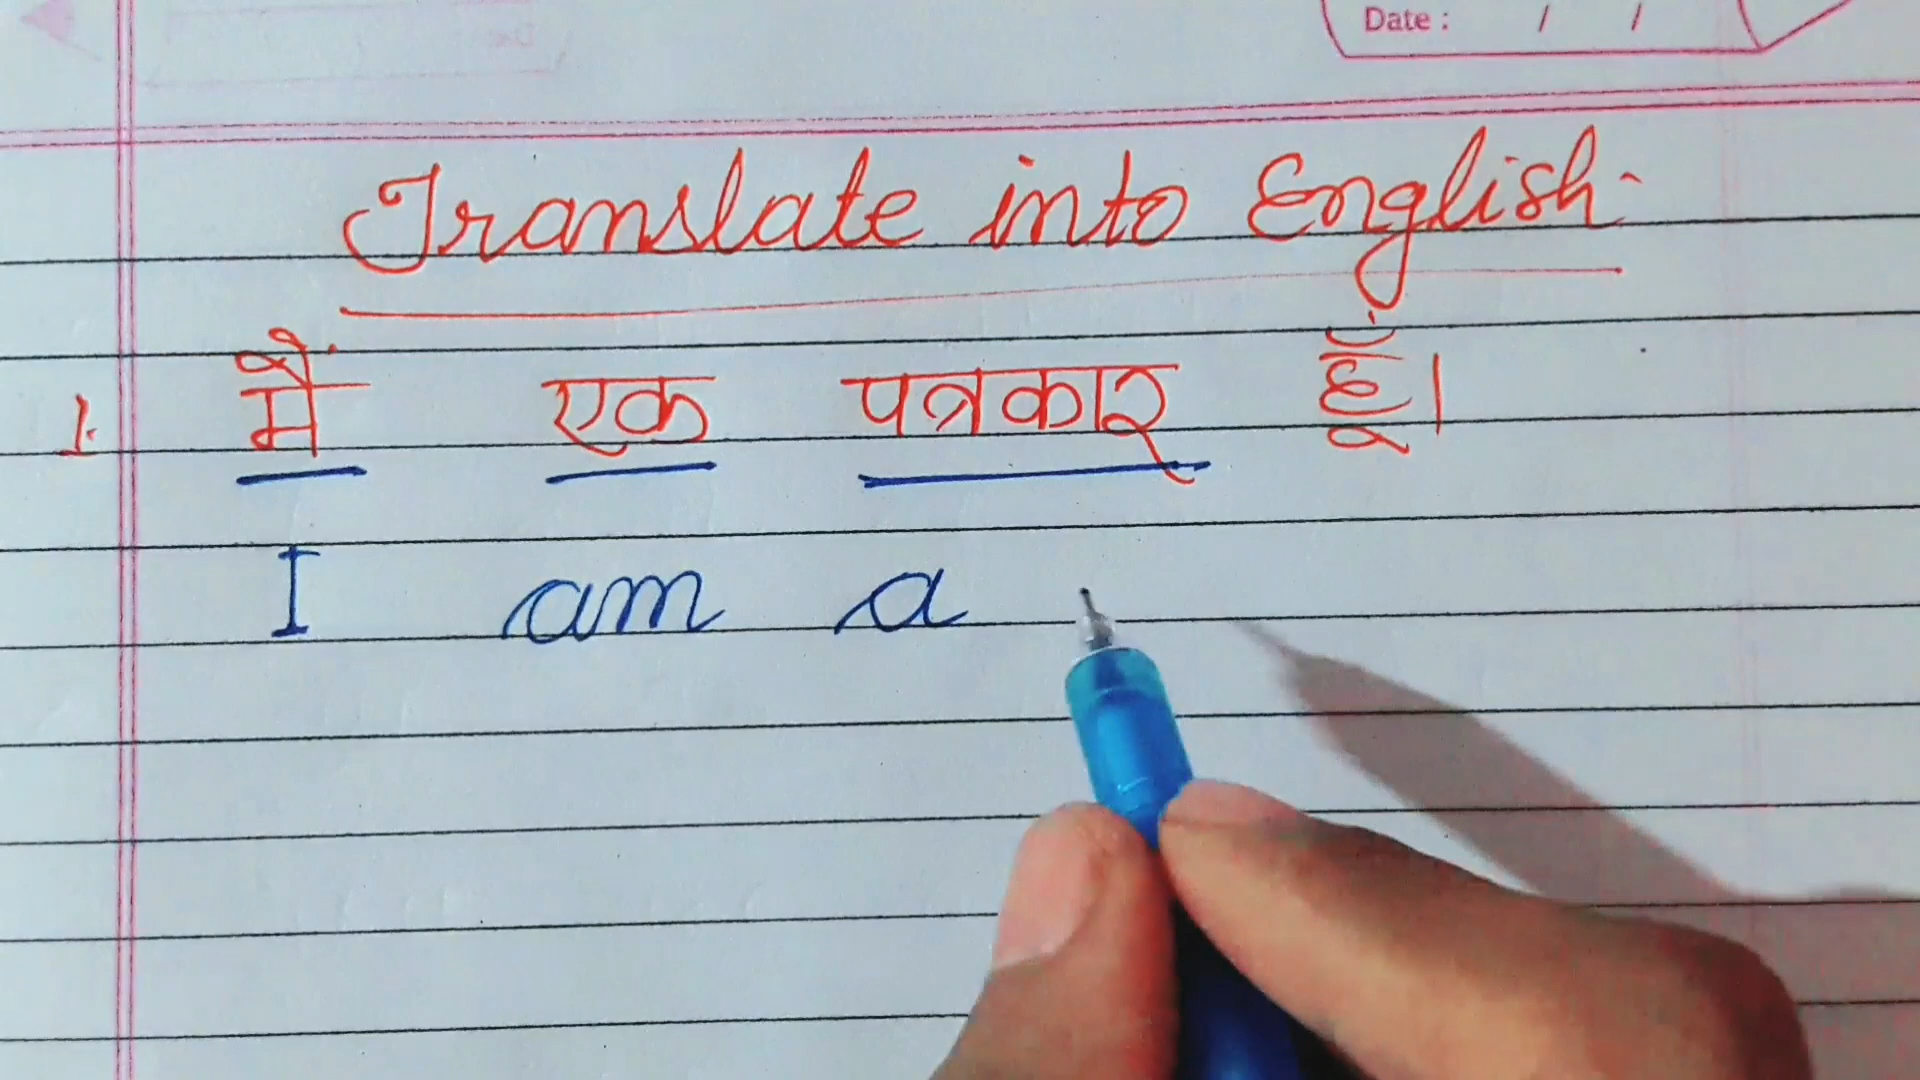 Date : / /
Translate into English.
1. मैं एक पत्रकार हूँ।
I am a